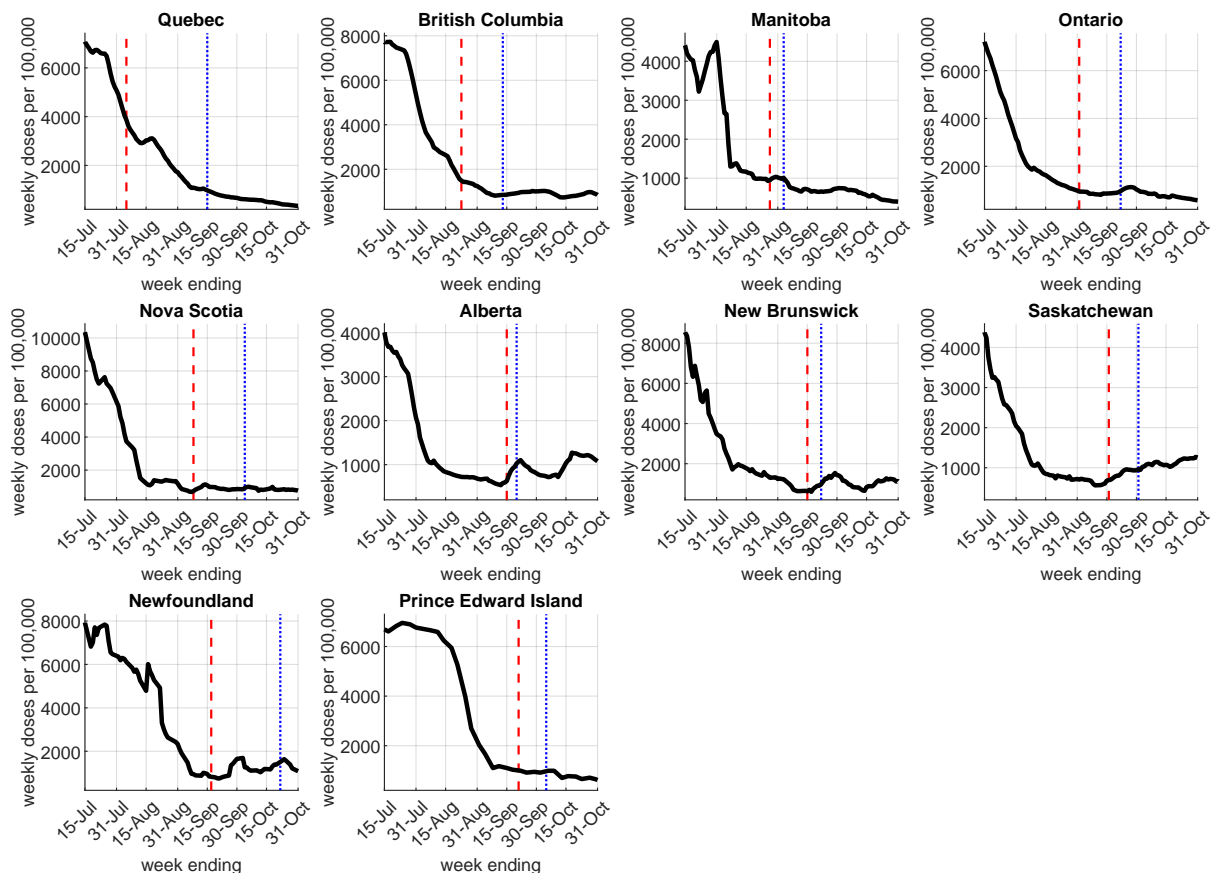 Quebec
weekly doses per 100,000
6000
4000
2000
15-Jul
31-Jul
15-Aug
31-Aug
15-Sep
30-Sep
15-Oct
31-Oct
week ending
British Columbia
weekly doses per 100,000
8000
6000
4000
2000
15-Jul
31-Jul
15-Aug
31-Aug
15-Sep
30-Sep
15-Oct
31-Oct
week ending
Manitoba
weekly doses per 100,000
4000
3000
2000
1000
15-Jul
31-Jul
15-Aug
31-Aug
15-Sep
30-Sep
15-Oct
31-Oct
week ending
Ontario
weekly doses per 100,000
6000
4000
2000
15-Jul
31-Jul
15-Aug
31-Aug
15-Sep
30-Sep
15-Oct
31-Oct
week ending
Nova Scotia
weekly doses per 100,000
10000
8000
6000
4000
2000
15-Jul
31-Jul
15-Aug
31-Aug
15-Sep
30-Sep
15-Oct
31-Oct
week ending
Alberta
weekly doses per 100,000
4000
3000
2000
1000
15-Jul
31-Jul
15-Aug
31-Aug
15-Sep
30-Sep
15-Oct
31-Oct
week ending
New Brunswick
weekly doses per 100,000
8000
6000
4000
2000
15-Jul
31-Jul
15-Aug
31-Aug
15-Sep
30-Sep
15-Oct
31-Oct
week ending
Saskatchewan
weekly doses per 100,000
4000
3000
2000
1000
15-Jul
31-Jul
15-Aug
31-Aug
15-Sep
30-Sep
15-Oct
31-Oct
week ending
Newfoundland
weekly doses per 100,000
8000
6000
4000
2000
15-Jul
31-Jul
15-Aug
31-Aug
15-Sep
30-Sep
15-Oct
31-Oct
week ending
Prince Edward Island
weekly doses per 100,000
6000
4000
2000
15-Jul
31-Jul
15-Aug
31-Aug
15-Sep
30-Sep
15-Oct
31-Oct
week ending